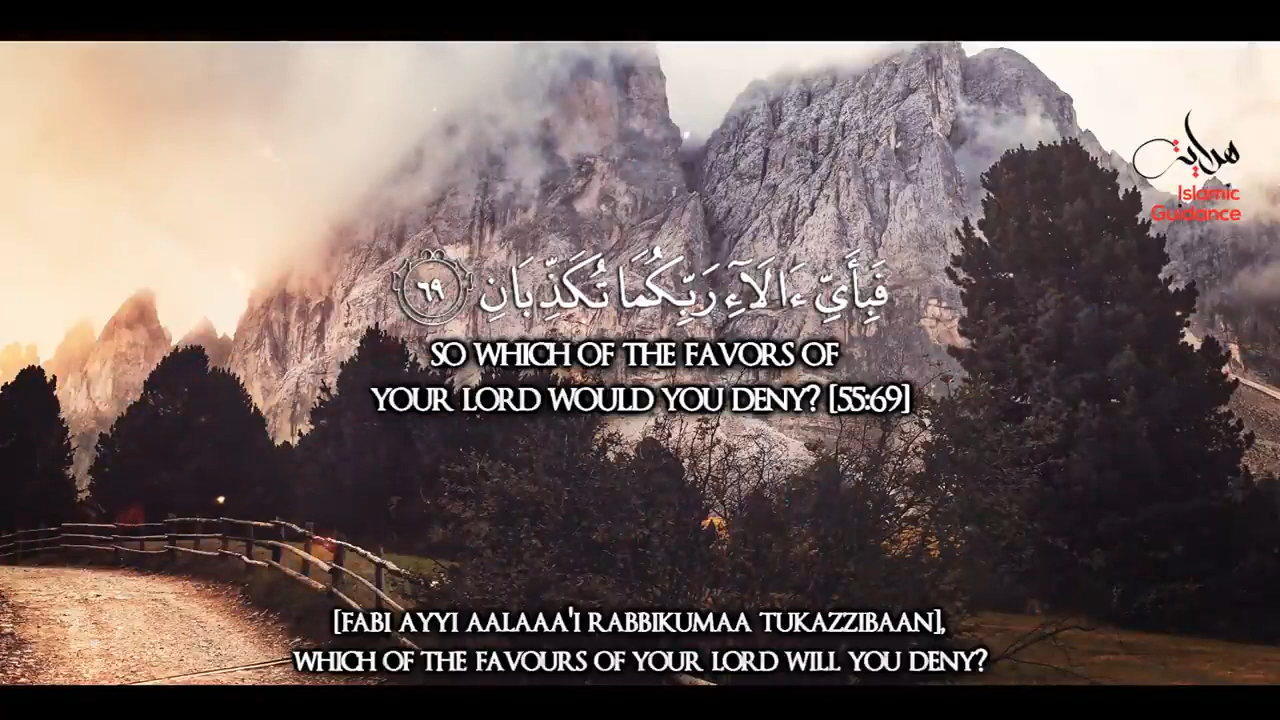 هداية
Islamic
Guidance
فَبِأَيِّ ءَالَآءِ رَبِّكُمَا تُكَذِّبَانِ ٦٩
SO WHICH OF THE FAVORS OF
YOUR LORD WOULD YOU DENY? [55:69]
[FABI AYYI AALAAA'I RABBIKUMAA TUKAZZIBAAN],
WHICH OF THE FAVOURS OF YOUR LORD WILL YOU DENY?